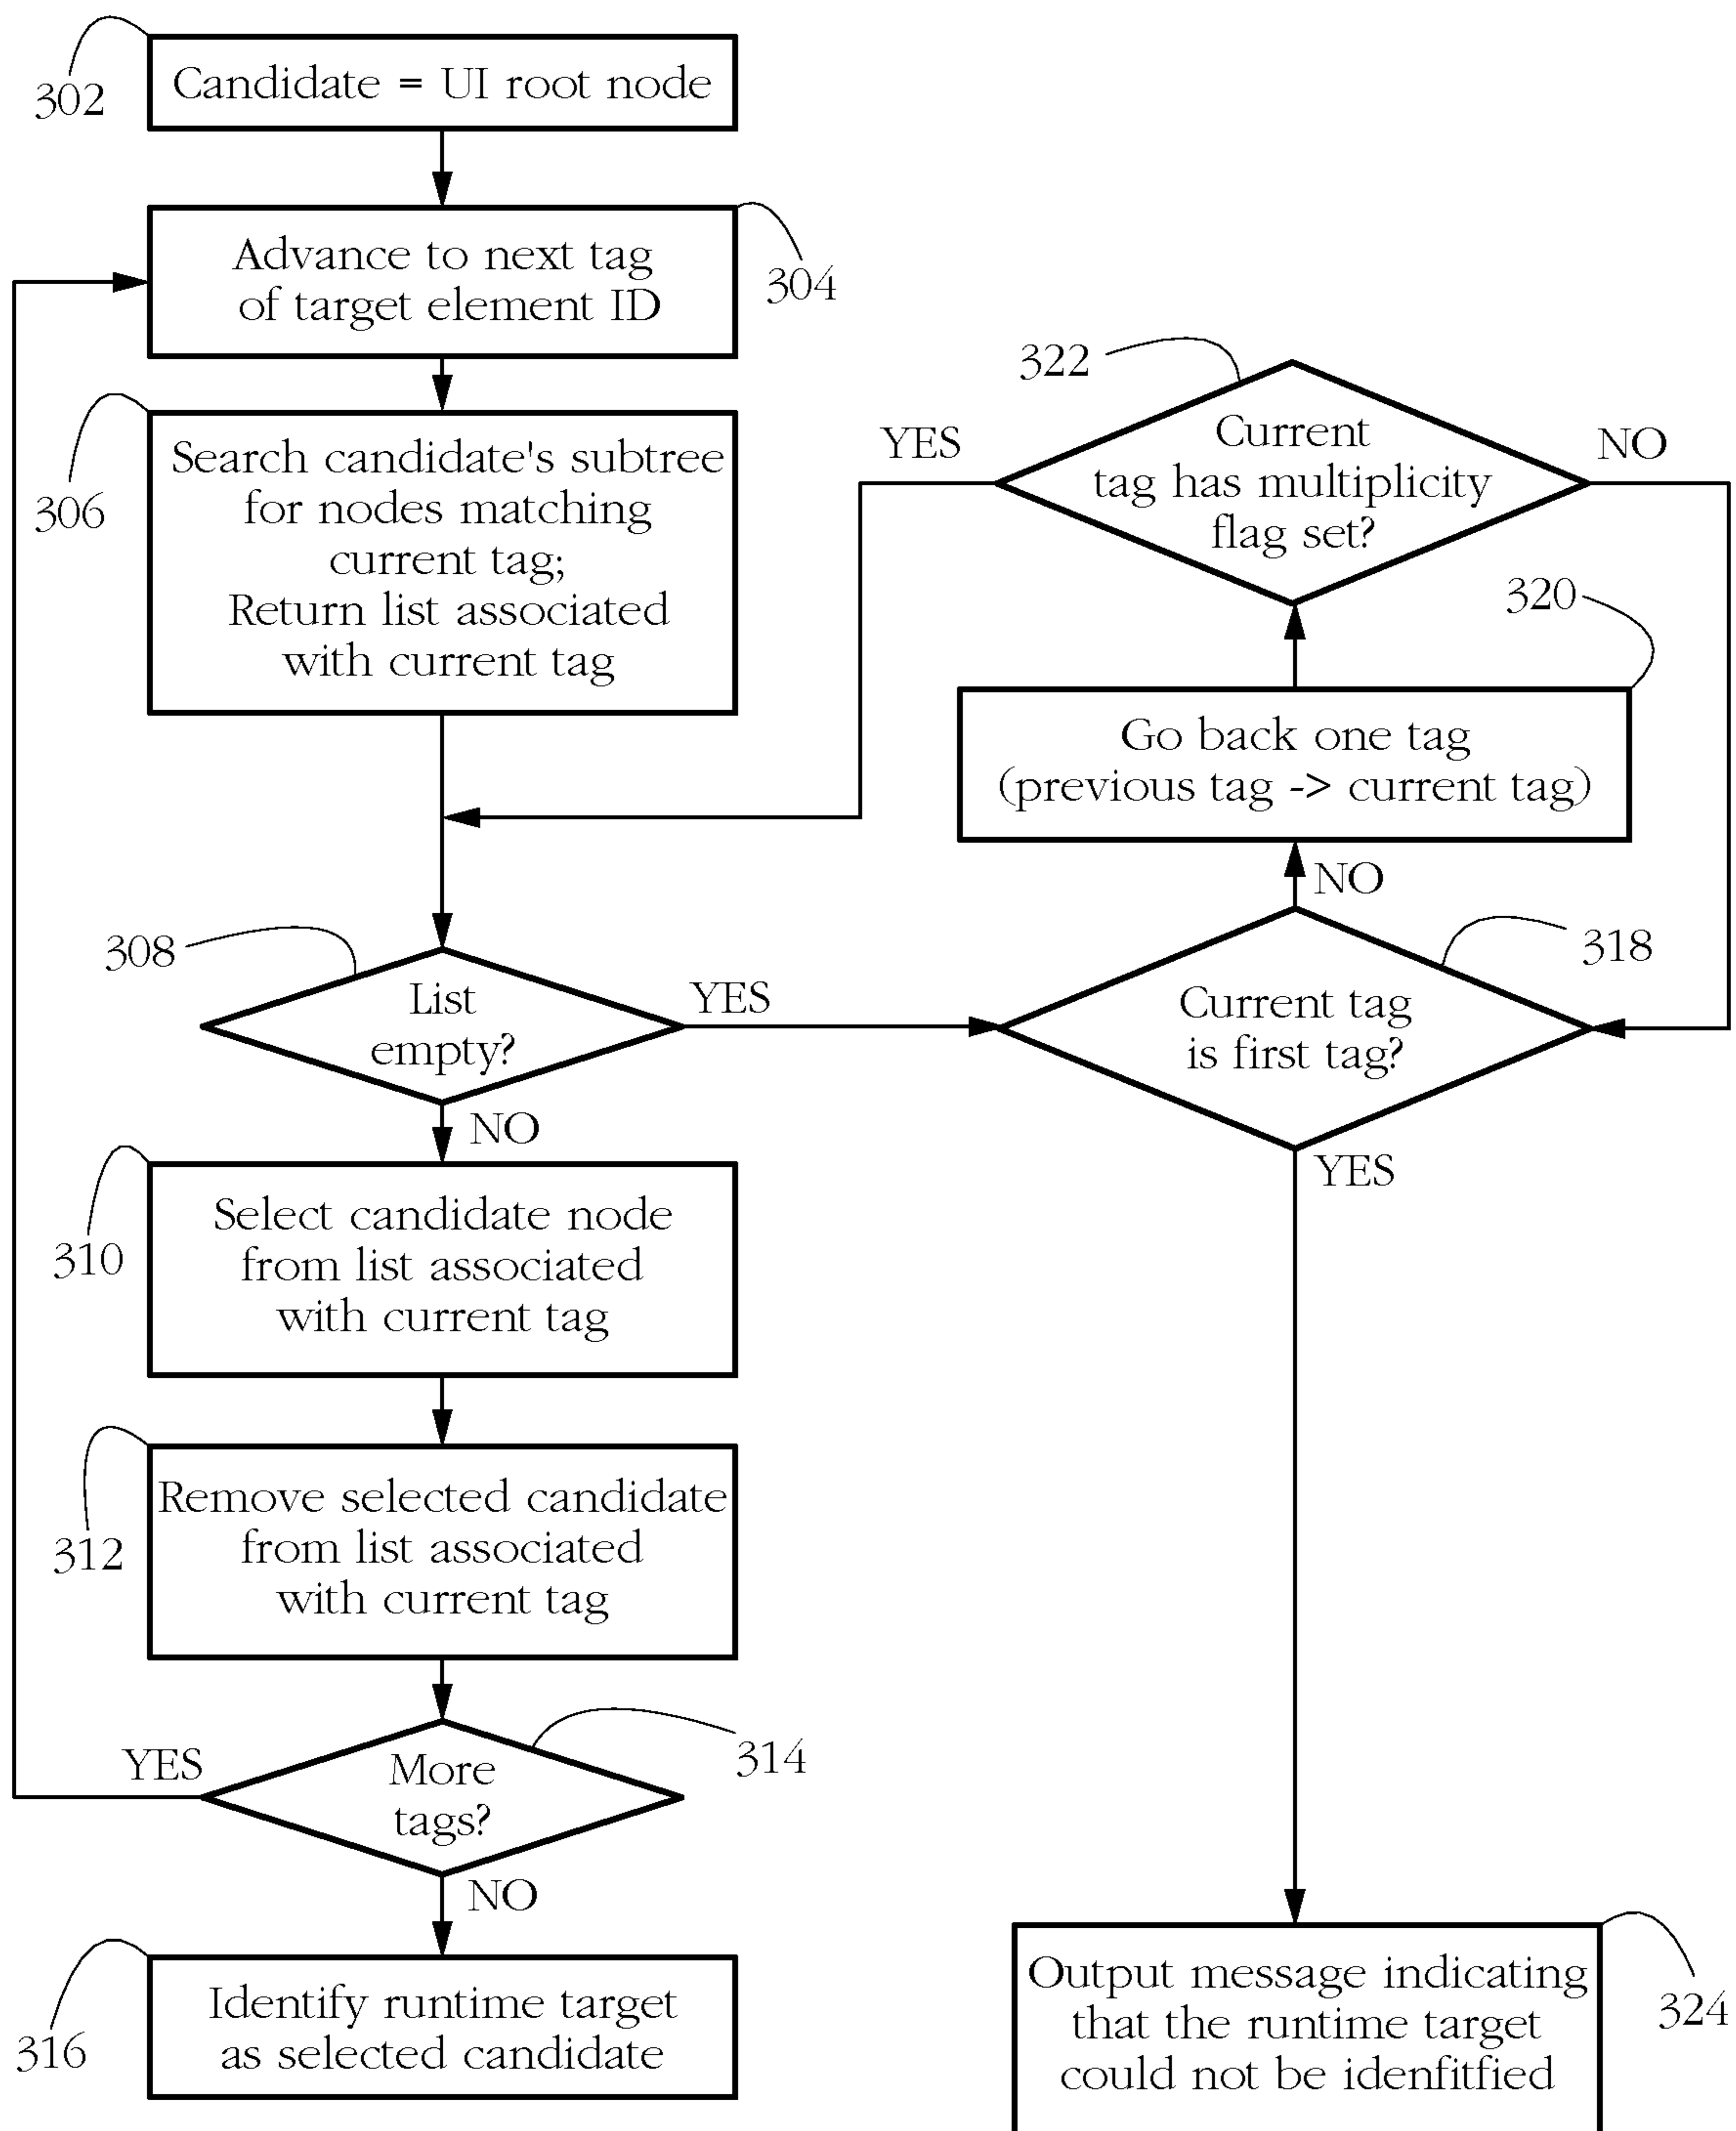 302
Candidate = UI root node
Advance to next tag
of target element ID
304
306
Search candidate's subtree
for nodes matching
current tag;
Return list associated
with current tag
308
List
empty?
YES
NO
310
Select candidate node
from list associated
with current tag
312
Remove selected candidate
from list associated
with current tag
314
More
tags?
YES
NO
316
Identify runtime target
as selected candidate
322
Current
tag has multiplicity
flag set?
YES
NO
320
Go back one tag
(previous tag -> current tag)
NO
318
Current tag
is first tag?
YES
Output message indicating
that the runtime target
could not be idenfitfied
324